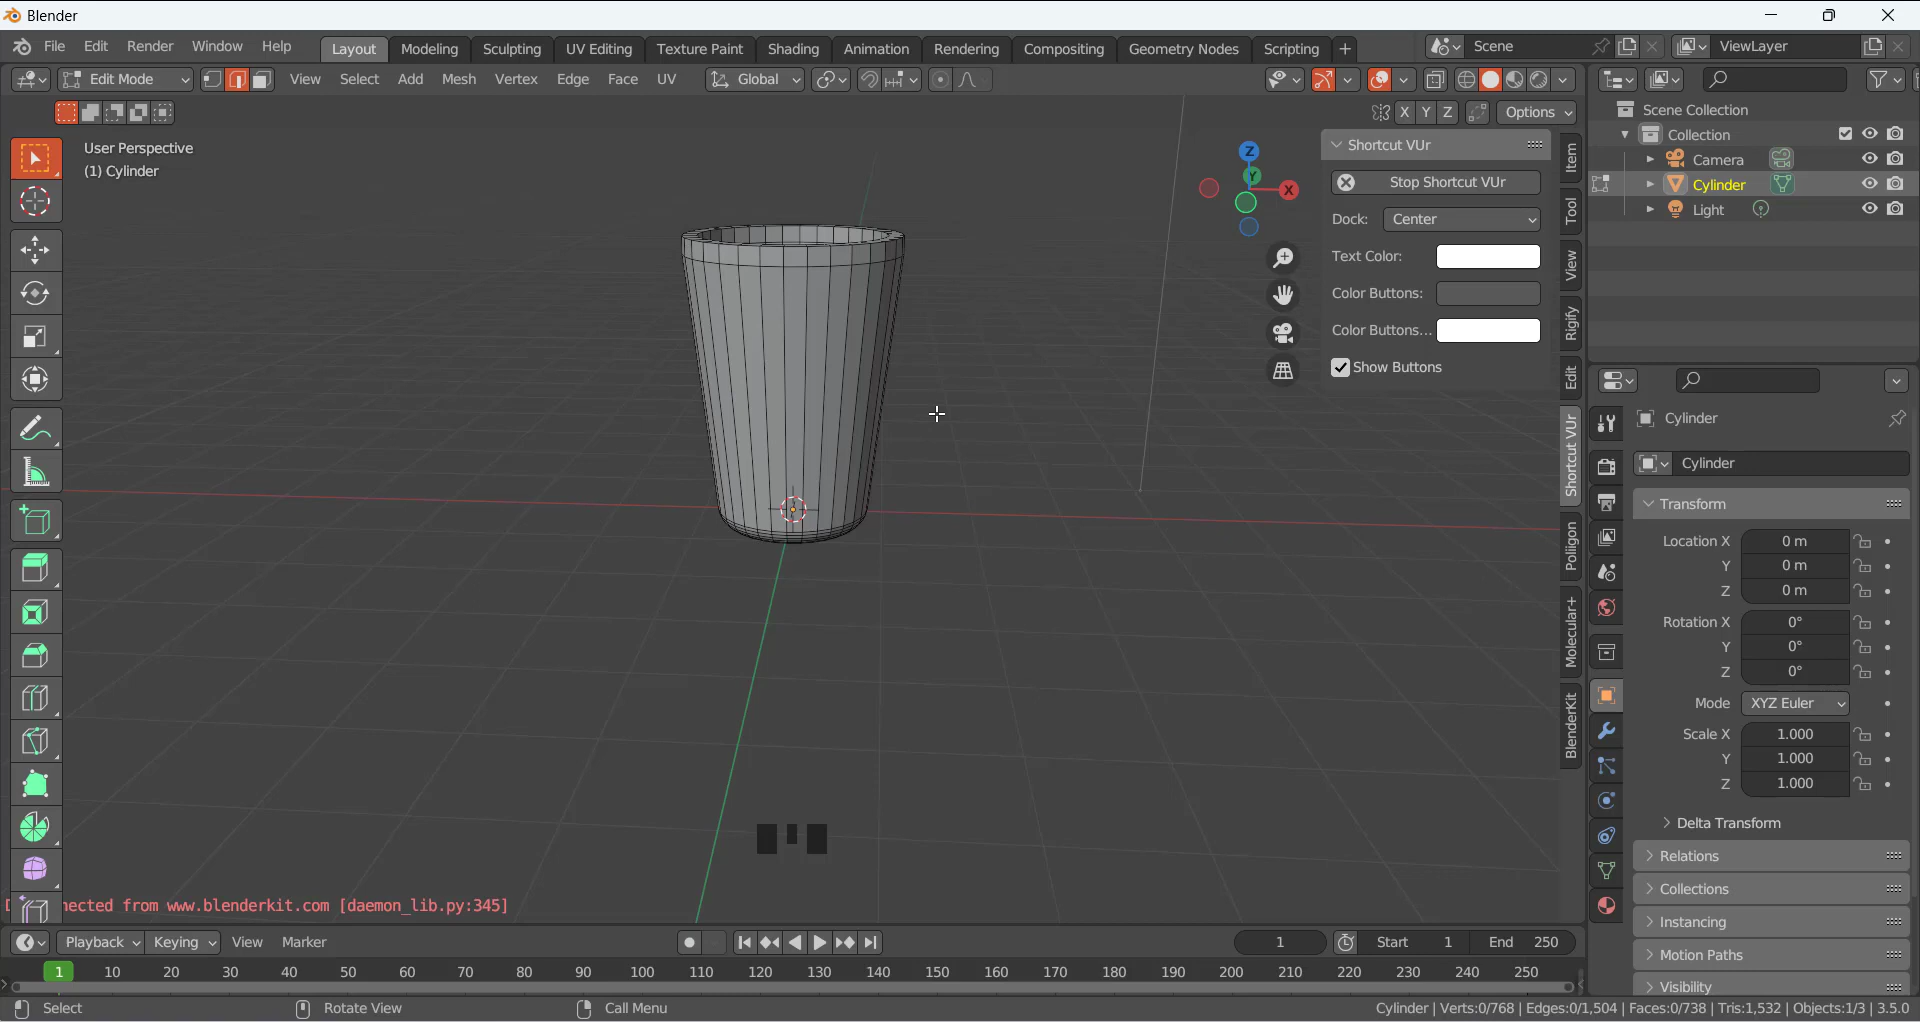 Blender
File Edit Render Window Help Layout Modeling Sculpting UV Editing Texture Paint Shading Animation Rendering Compositing Geometry Nodes Scripting + Scene ViewLayer
Edit Mode View Select Add Mesh Vertex Edge Face UV Global
X Y Z Options
User Perspective
(1) Cylinder
Z
Y
X
Shortcut VUr
Stop Shortcut VUr
Dock: Center
Text Color:
Color Buttons:
Color Buttons...
Show Buttons
Item
Tool
View
Rigify
Edit
Shortcut VUr
Poliigon
Molecular+
BlenderKit
Scene Collection
Collection
Camera
Cylinder
Light
Cylinder
Cylinder
Transform
Location X 0 m
Y 0 m
Z 0 m
Rotation X 0°
Y 0°
Z 0°
Mode XYZ Euler
Scale X 1.000
Y 1.000
Z 1.000
Delta Transform
Relations
Collections
Instancing
Motion Paths
Visibility
nected from www.blenderkit.com [daemon_lib.py:345]
Playback Keying View Marker 1 Start 1 End 250
1 10 20 30 40 50 60 70 80 90 100 110 120 130 140 150 160 170 180 190 200 210 220 230 240 250
Select Rotate View Call Menu Cylinder | Verts:0/768 | Edges:0/1,504 | Faces:0/738 | Tris:1,532 | Objects:1/3 | 3.5.0